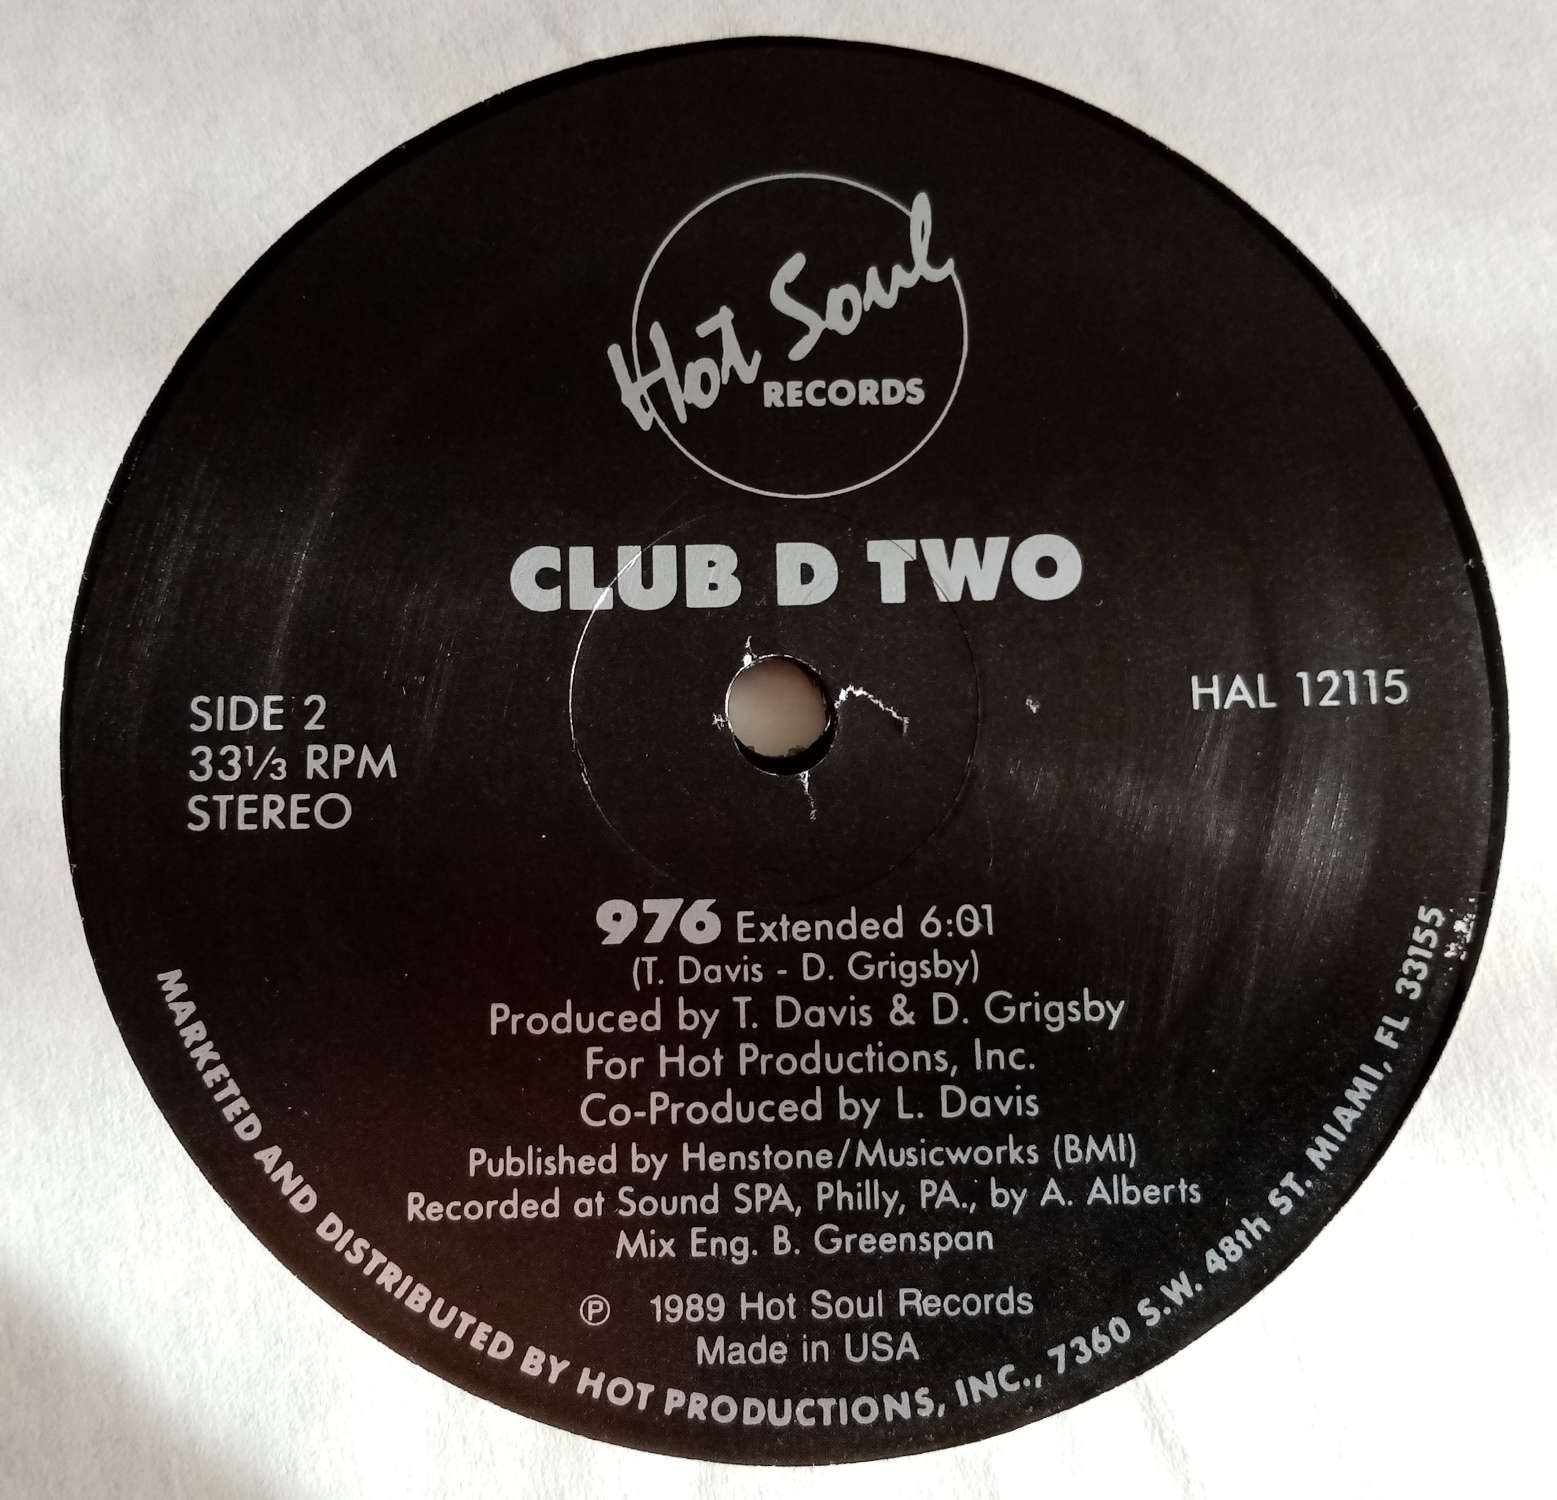 Hot Soul
RECORDS
CLUB D TWO
SIDE 2
33⅓ RPM
STEREO
HAL 12115
976 Extended 6:01
(T. Davis - D. Grigsby)
Produced by T. Davis & D. Grigsby
For Hot Productions, Inc.
Co-Produced by L. Davis
Published by Henstone/Musicworks (BMI)
Recorded at Sound SPA, Philly, PA., by A. Alberts
Mix Eng. B. Greenspan
℗ 1989 Hot Soul Records
Made in USA
MARKETED AND DISTRIBUTED BY HOT PRODUCTIONS, INC., 7360 S.W. 48th ST. MIAMI, FL 33155